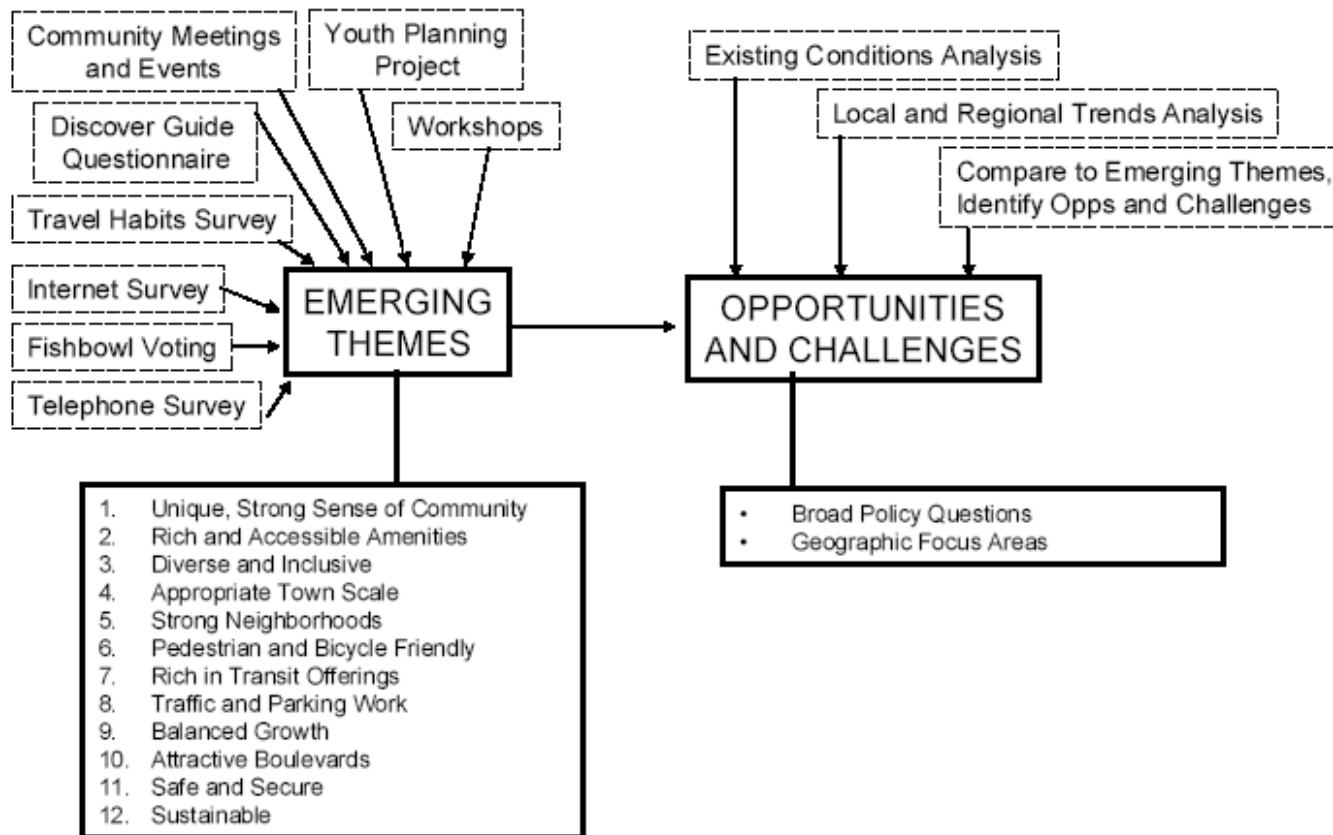 Community Meetings
and Events
Youth Planning
Project
Discover Guide
Questionnaire
Workshops
Travel Habits Survey
Internet Survey
Fishbowl Voting
Telephone Survey
EMERGING
THEMES
Existing Conditions Analysis
Local and Regional Trends Analysis
Compare to Emerging Themes,
Identify Opps and Challenges
OPPORTUNITIES
AND CHALLENGES
1. Unique, Strong Sense of Community
2. Rich and Accessible Amenities
3. Diverse and Inclusive
4. Appropriate Town Scale
5. Strong Neighborhoods
6. Pedestrian and Bicycle Friendly
7. Rich in Transit Offerings
8. Traffic and Parking Work
9. Balanced Growth
10. Attractive Boulevards
11. Safe and Secure
12. Sustainable
• Broad Policy Questions
• Geographic Focus Areas